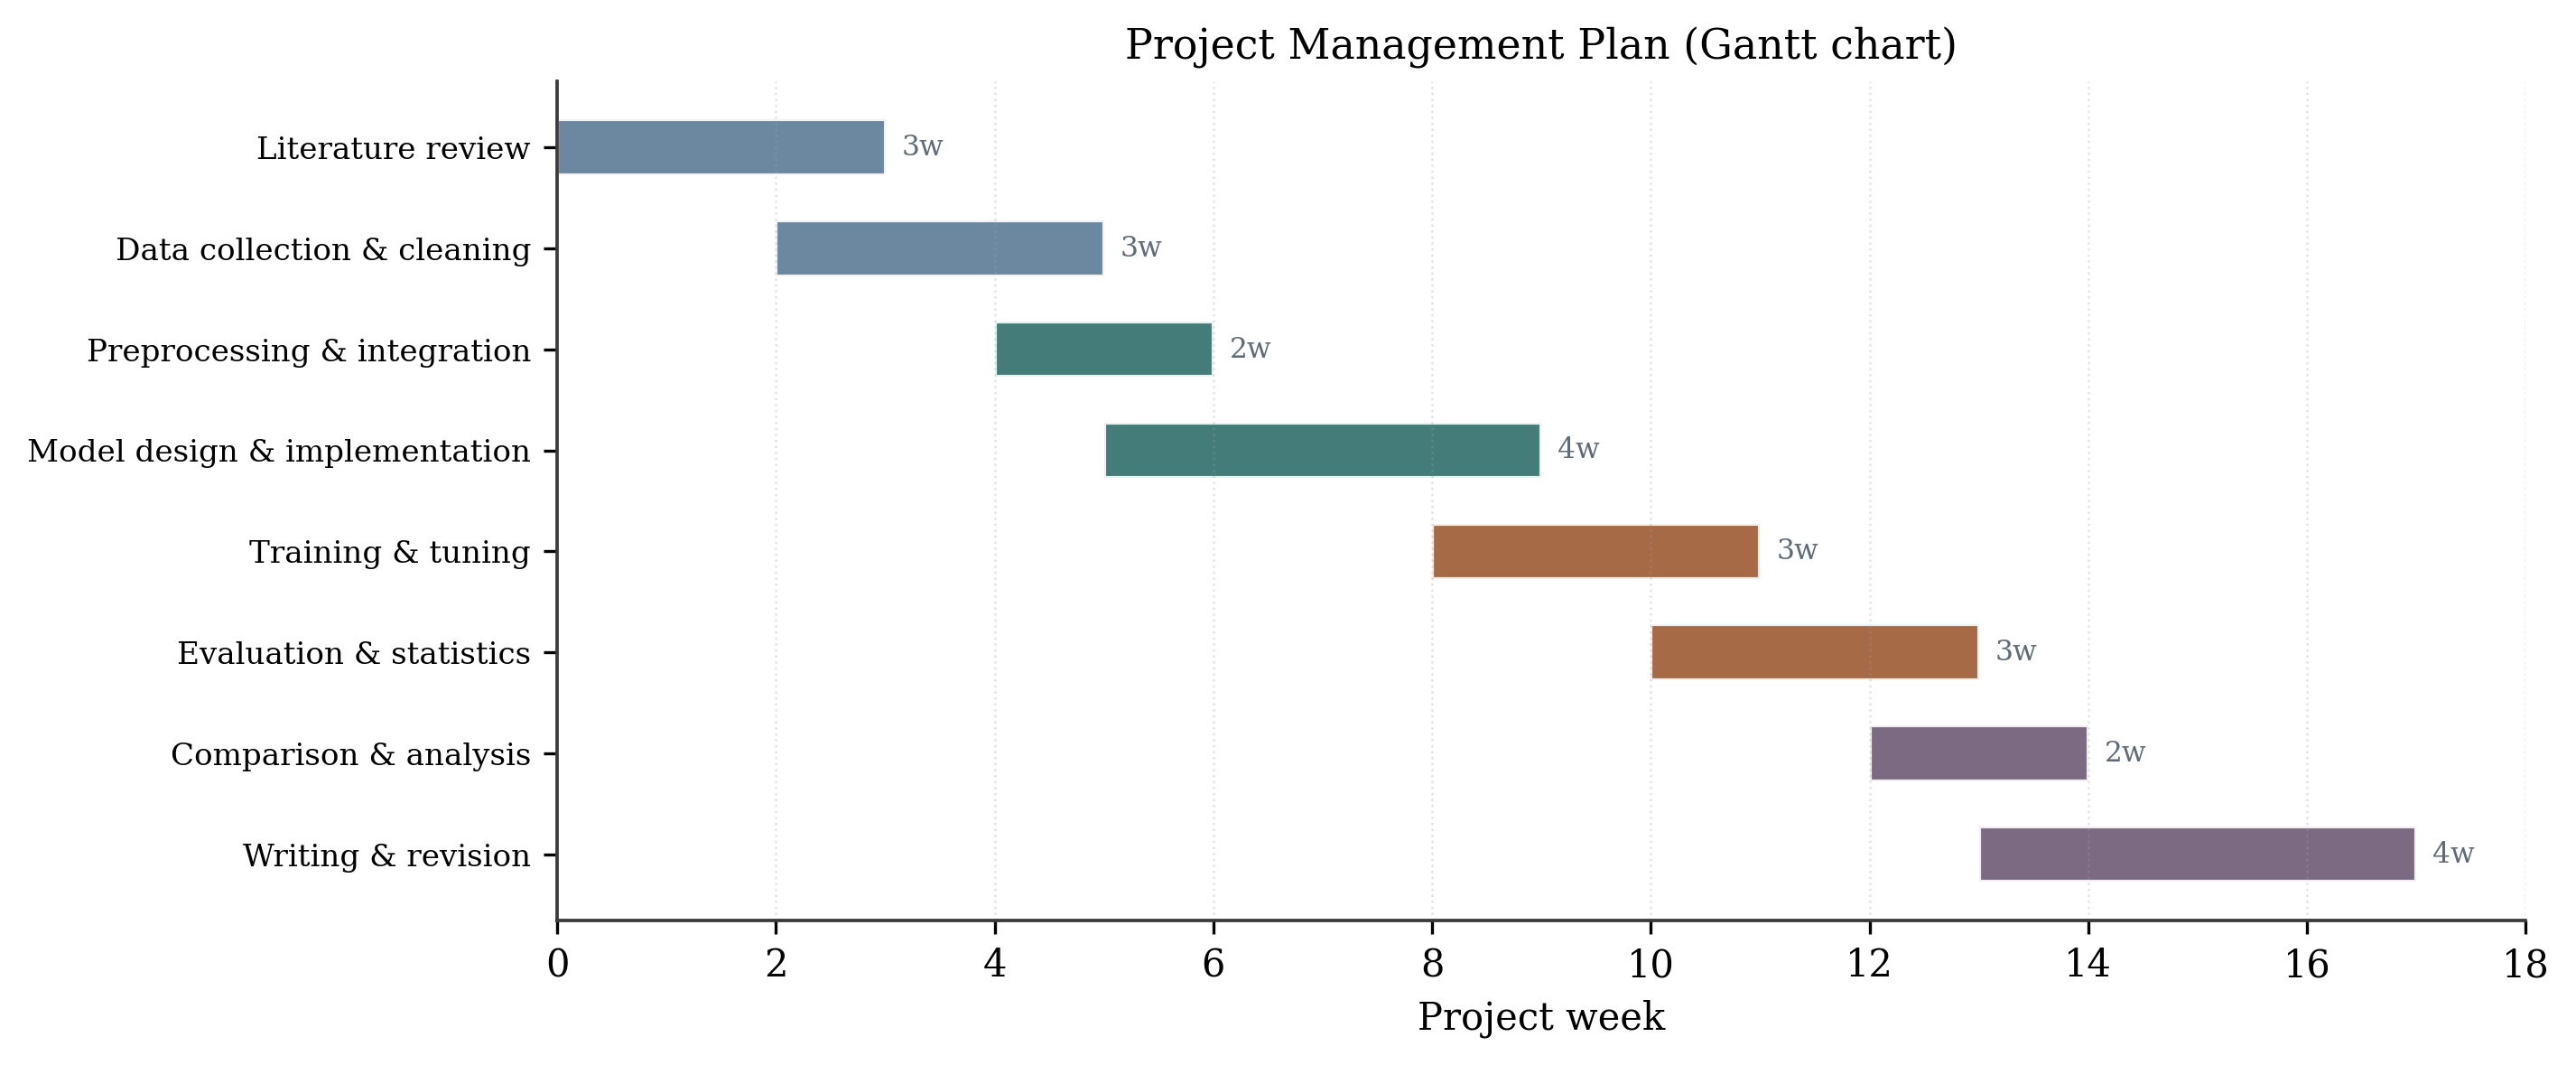 Project Management Plan (Gantt chart)
Literature review 3w
Data collection & cleaning 3w
Preprocessing & integration 2w
Model design & implementation 4w
Training & tuning 3w
Evaluation & statistics 3w
Comparison & analysis 2w
Writing & revision 4w
0 2 4 6 8 10 12 14 16 18
Project week